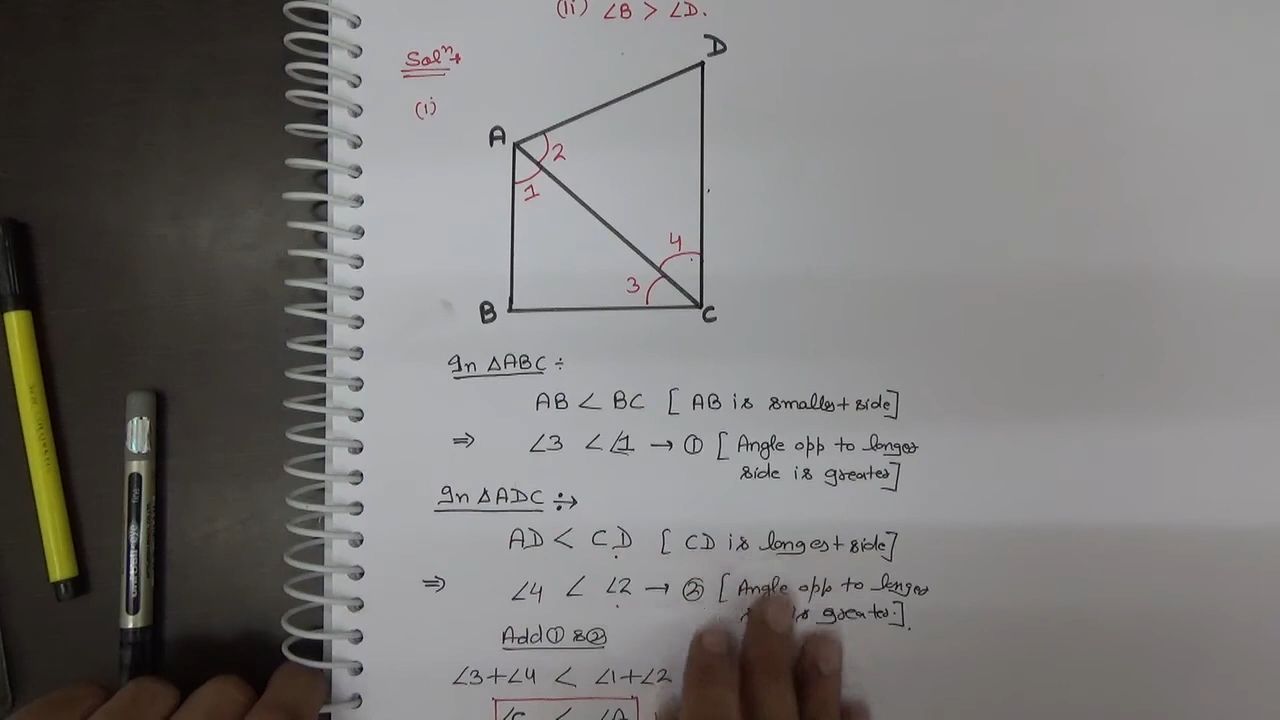 (ii) ∠B > ∠D.
Solⁿ→
(i)
D
A
2
1
4
3
B
C
In △ABC ÷
AB < BC [AB is smallest side]
⇒ ∠3 < ∠1 → ① [Angle opp to longer
side is greater]
In △ADC ÷→
AD < CD [CD is longest side]
⇒ ∠4 < ∠2 → ② [Angle opp to longer
is greater.]
Add ① & ②
∠3+∠4 < ∠1+∠2
∠C < ∠A